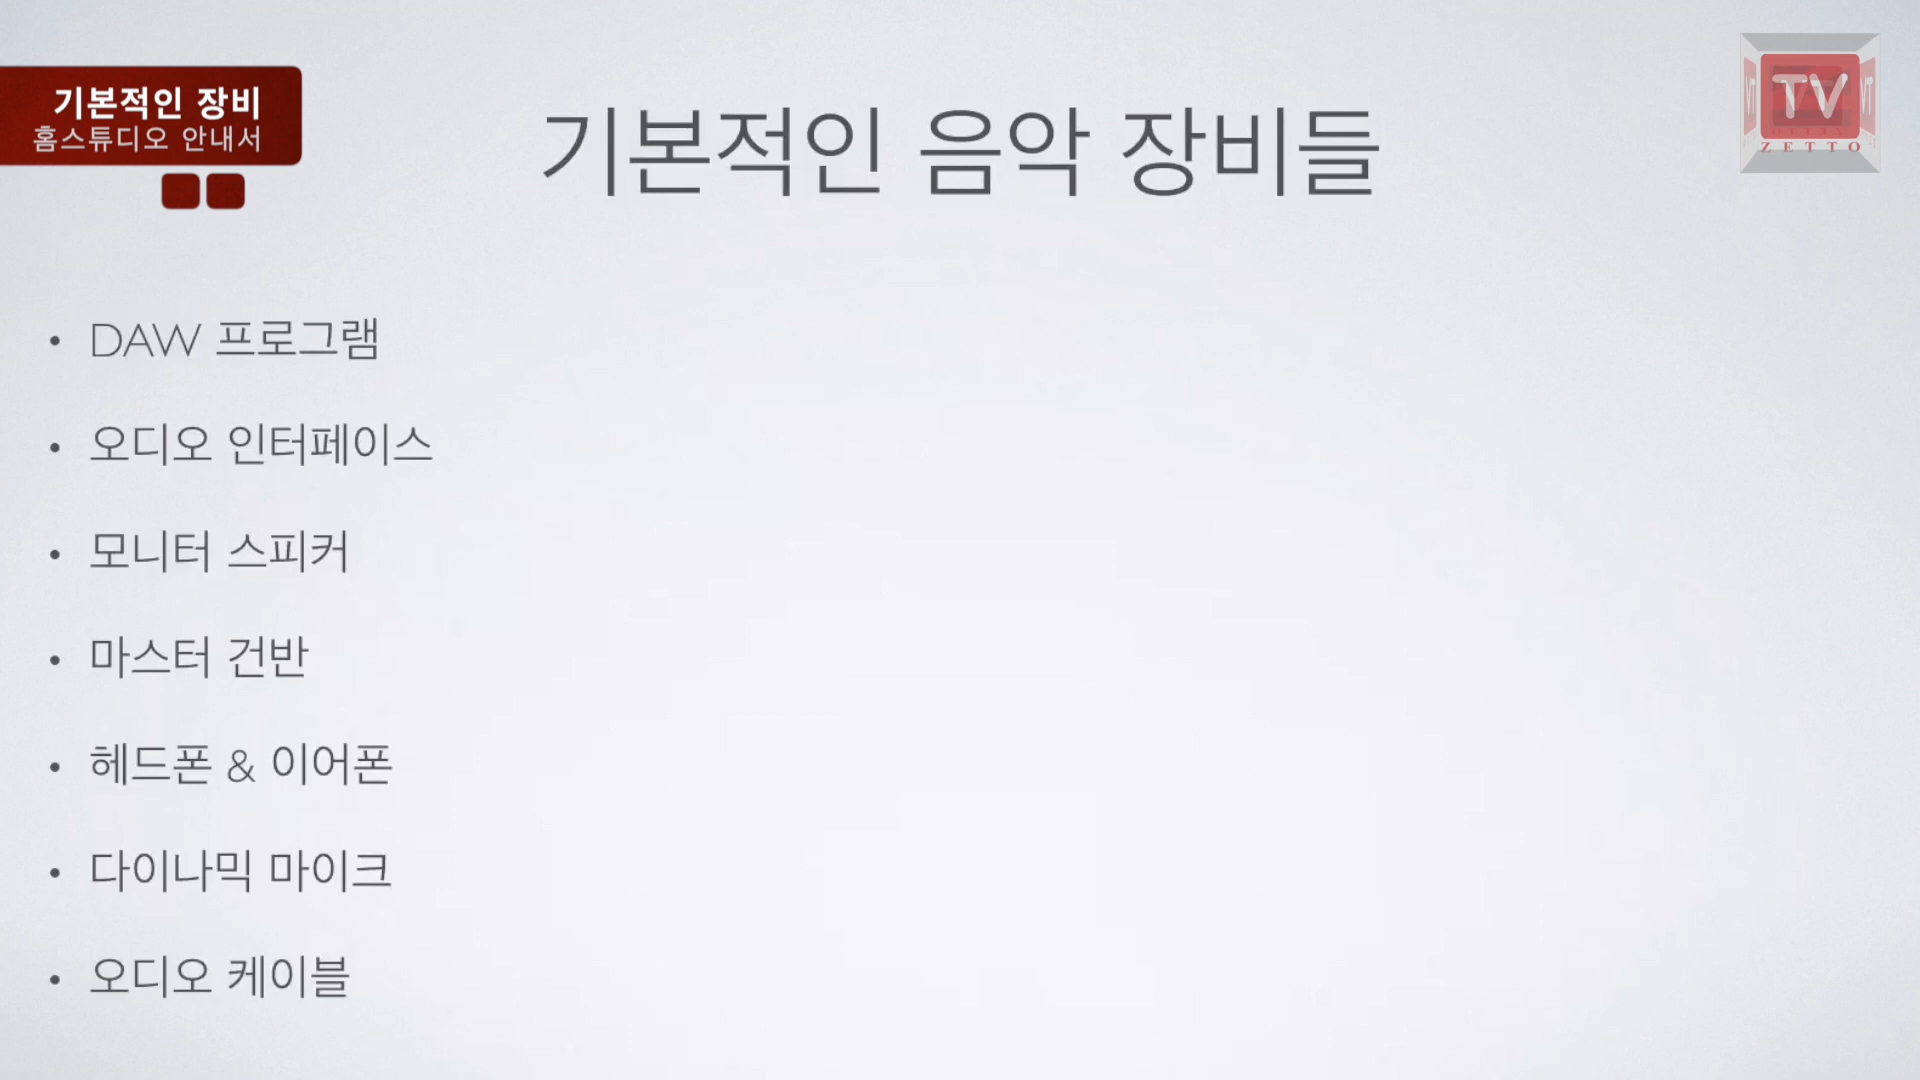 기본적인 장비
홈스튜디오 안내서
기본적인 음악 장비들
TV
ZETTO
• DAW 프로그램
• 오디오 인터페이스
• 모니터 스피커
• 마스터 건반
• 헤드폰 & 이어폰
• 다이나믹 마이크
• 오디오 케이블